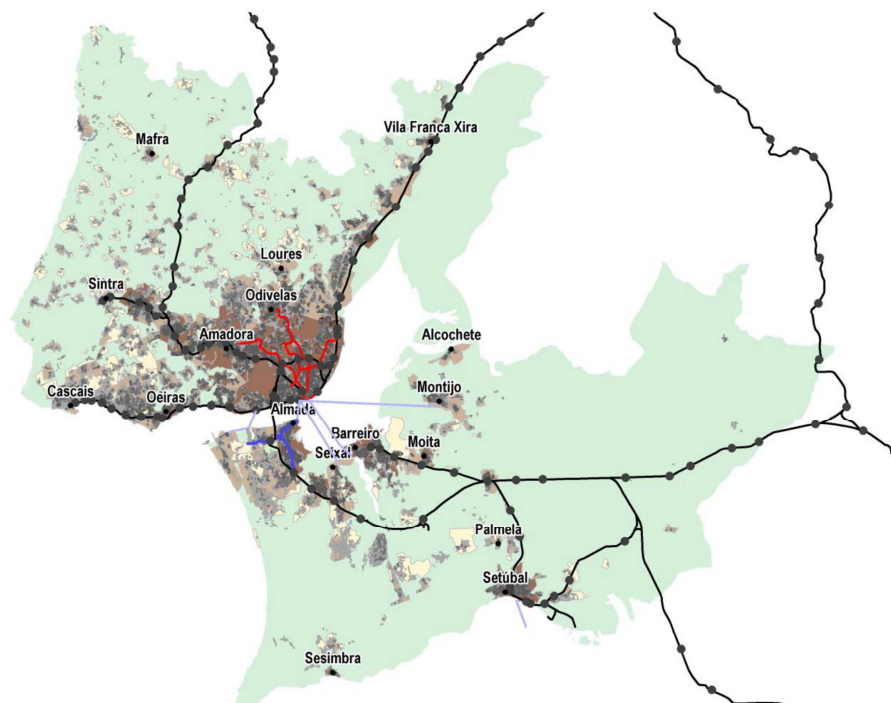 Vila Franca Xira
Mafra
Loures
Sintra
Odivelas
Amadora
Alcochete
Cascais
Oeiras
Montijo
Almada
Barreiro
Moita
Seixal
Palmela
Setúbal
Sesimbra